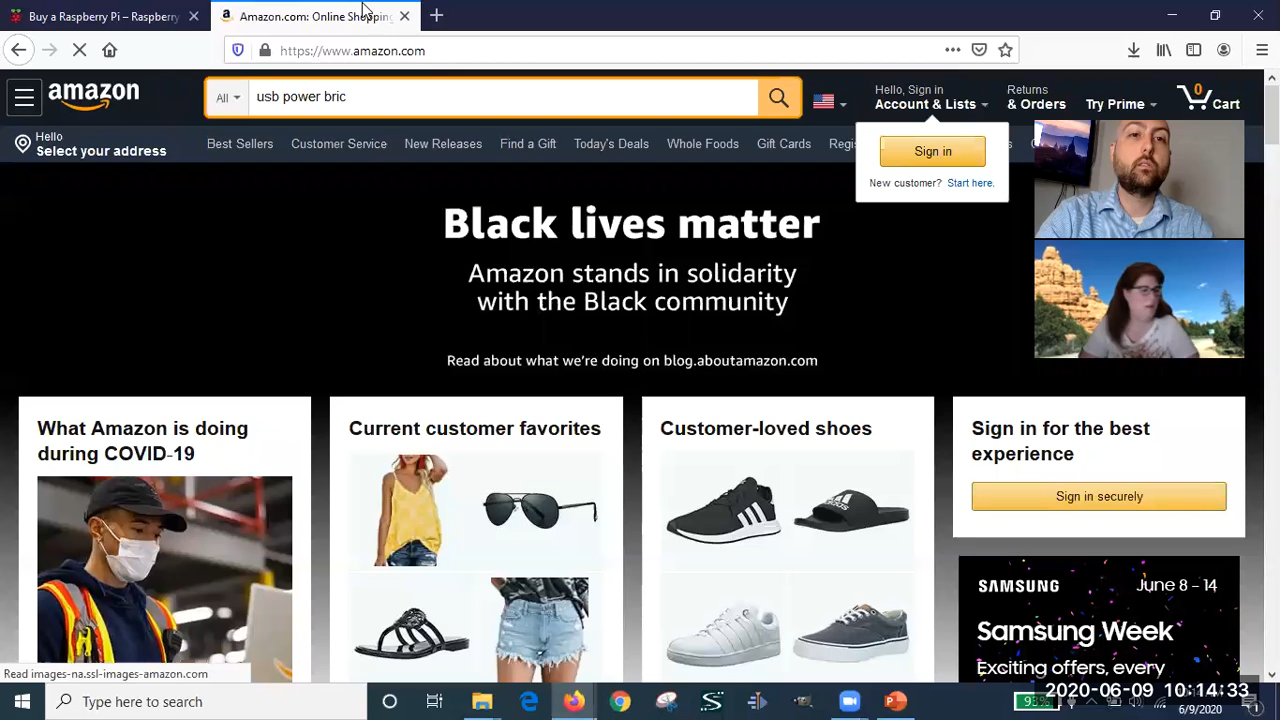 Buy a Raspberry Pi – Raspberry
Amazon.com: Online Shopping
https://www.amazon.com
amazon
All
usb power bric
Hello, Sign in
Account & Lists
Returns
& Orders
Try Prime
0
Cart
Hello
Select your address
Best Sellers
Customer Service
New Releases
Find a Gift
Today's Deals
Whole Foods
Gift Cards
Sign in
New customer? Start here.
Black lives matter
Amazon stands in solidarity
with the Black community
Read about what we're doing on blog.aboutamazon.com
What Amazon is doing
during COVID-19
Current customer favorites
Customer-loved shoes
Sign in for the best
experience
Sign in securely
SAMSUNG
June 8 - 14
Samsung Week
Exciting offers, every
Read images-na.ssl-images-amazon.com
Type here to search
93%
2020-06-09 10:14:33
6/9/2020